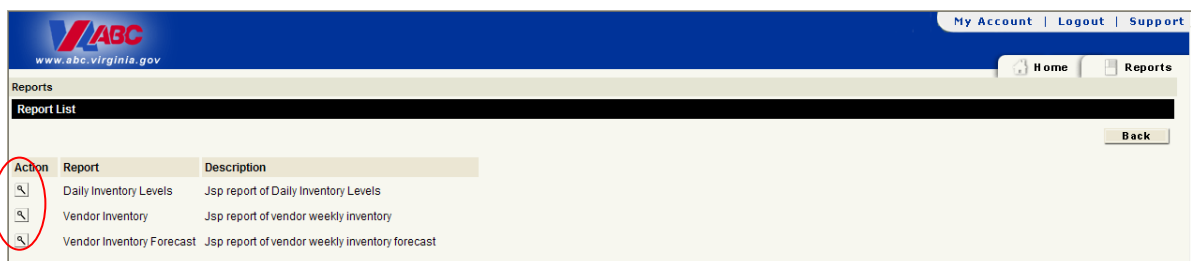 My Account | Logout | Support
VABC
www.abc.virginia.gov
Home Reports
Reports
Report List
Back
Action Report Description
Daily Inventory Levels Jsp report of Daily Inventory Levels
Vendor Inventory Jsp report of vendor weekly inventory
Vendor Inventory Forecast Jsp report of vendor weekly inventory forecast